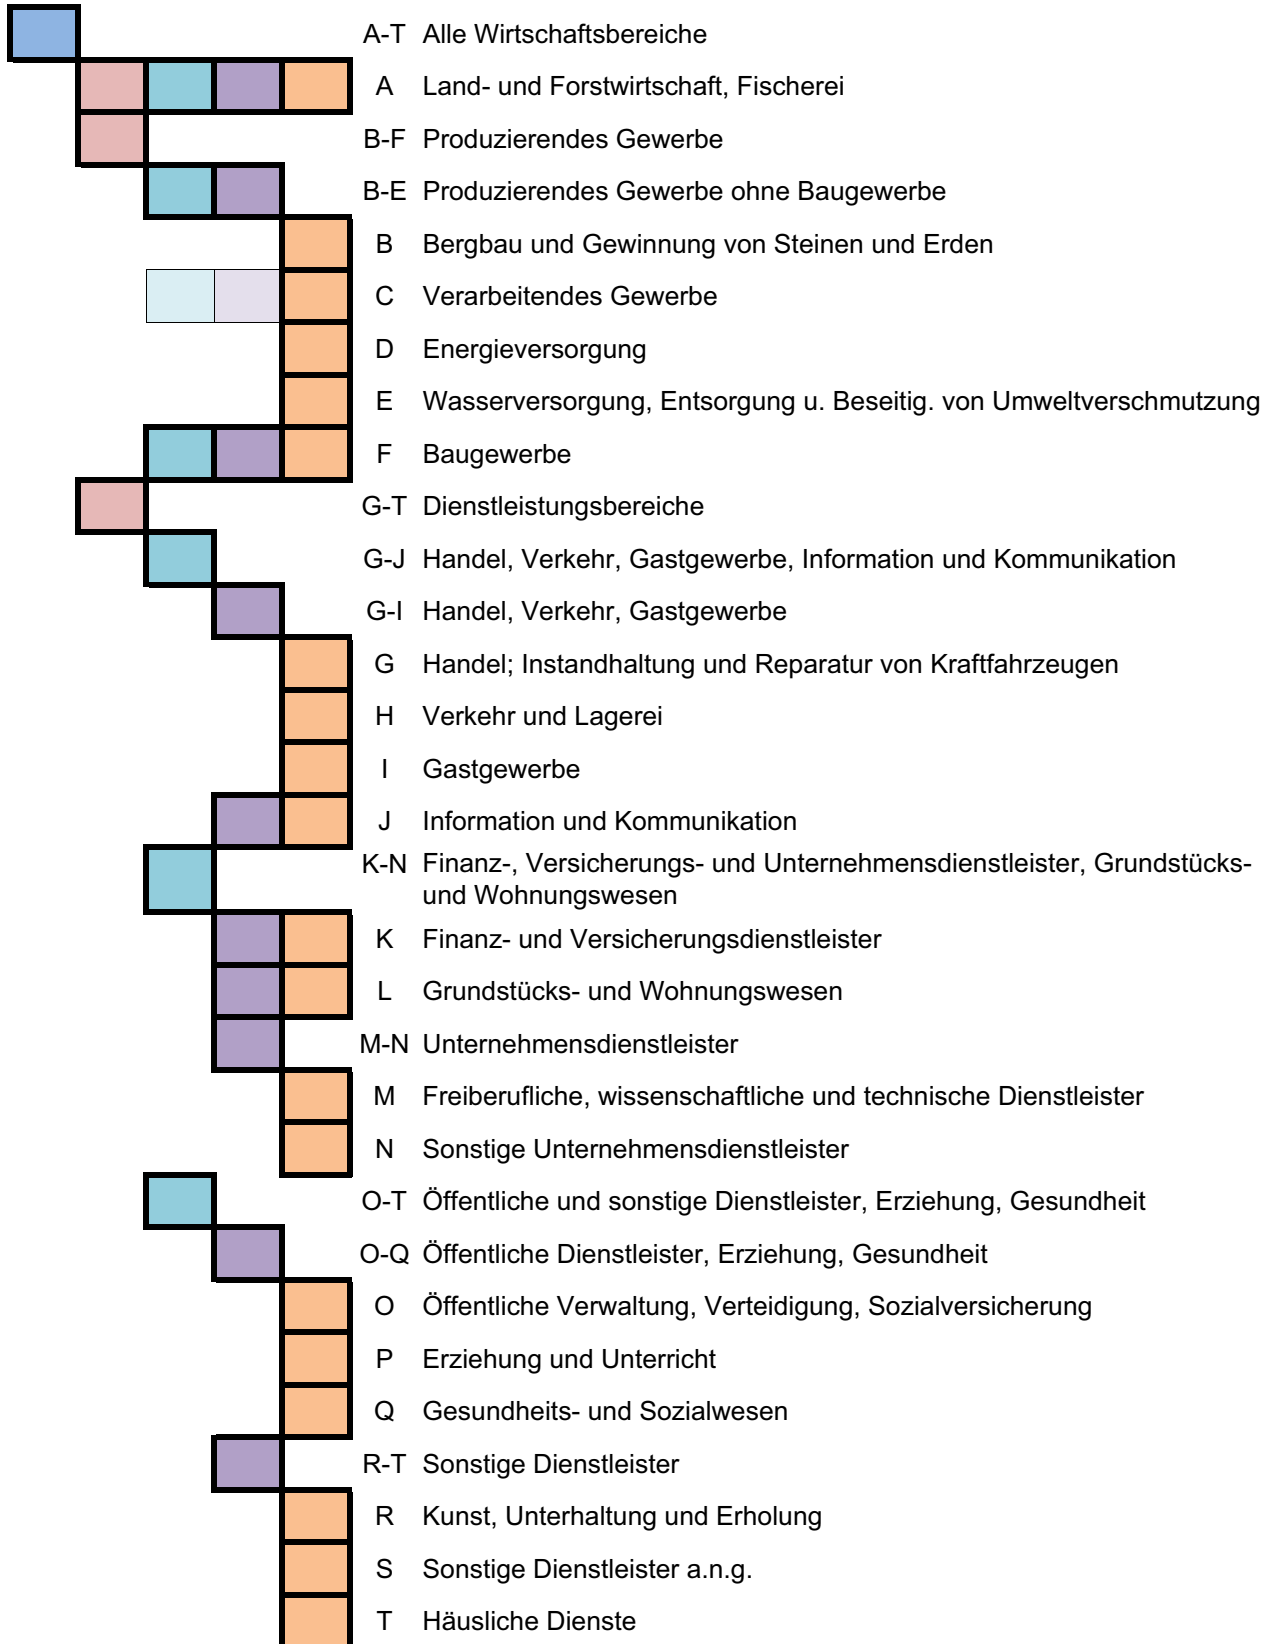 A-T Alle Wirtschaftsbereiche
A Land- und Forstwirtschaft, Fischerei
B-F Produzierendes Gewerbe
B-E Produzierendes Gewerbe ohne Baugewerbe
B Bergbau und Gewinnung von Steinen und Erden
C Verarbeitendes Gewerbe
D Energieversorgung
E Wasserversorgung, Entsorgung u. Beseitig. von Umweltverschmutzung
F Baugewerbe
G-T Dienstleistungsbereiche
G-J Handel, Verkehr, Gastgewerbe, Information und Kommunikation
G-I Handel, Verkehr, Gastgewerbe
G Handel; Instandhaltung und Reparatur von Kraftfahrzeugen
H Verkehr und Lagerei
I Gastgewerbe
J Information und Kommunikation
K-N Finanz-, Versicherungs- und Unternehmensdienstleister, Grundstücks-
und Wohnungswesen
K Finanz- und Versicherungsdienstleister
L Grundstücks- und Wohnungswesen
M-N Unternehmensdienstleister
M Freiberufliche, wissenschaftliche und technische Dienstleister
N Sonstige Unternehmensdienstleister
O-T Öffentliche und sonstige Dienstleister, Erziehung, Gesundheit
O-Q Öffentliche Dienstleister, Erziehung, Gesundheit
O Öffentliche Verwaltung, Verteidigung, Sozialversicherung
P Erziehung und Unterricht
Q Gesundheits- und Sozialwesen
R-T Sonstige Dienstleister
R Kunst, Unterhaltung und Erholung
S Sonstige Dienstleister a.n.g.
T Häusliche Dienste